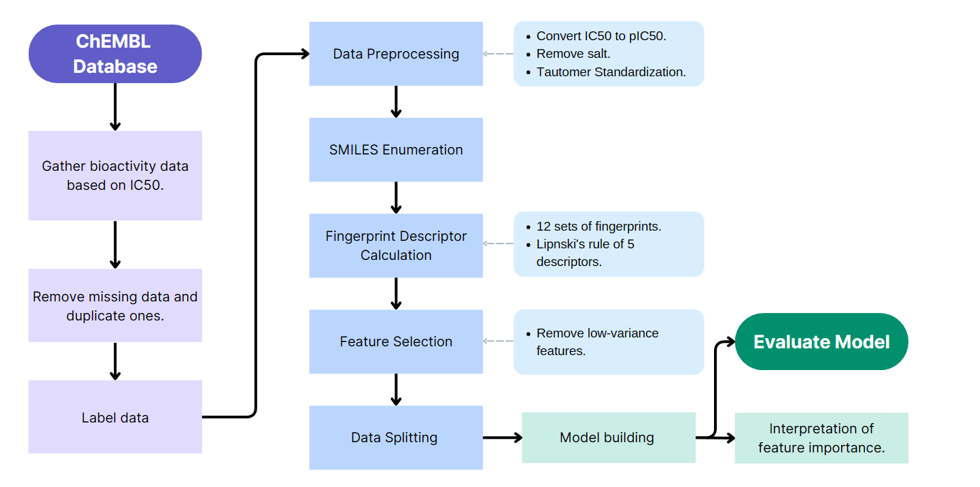 ChEMBL
Database
Gather bioactivity data
based on IC50.
Remove missing data and
duplicate ones.
Label data
Data Preprocessing
• Convert IC50 to pIC50.
• Remove salt.
• Tautomer Standardization.
SMILES Enumeration
Fingerprint Descriptor
Calculation
• 12 sets of fingerprints.
• Lipnski's rule of 5
descriptors.
Feature Selection
• Remove low-variance
features.
Data Splitting
Model building
Evaluate Model
Interpretation of
feature importance.